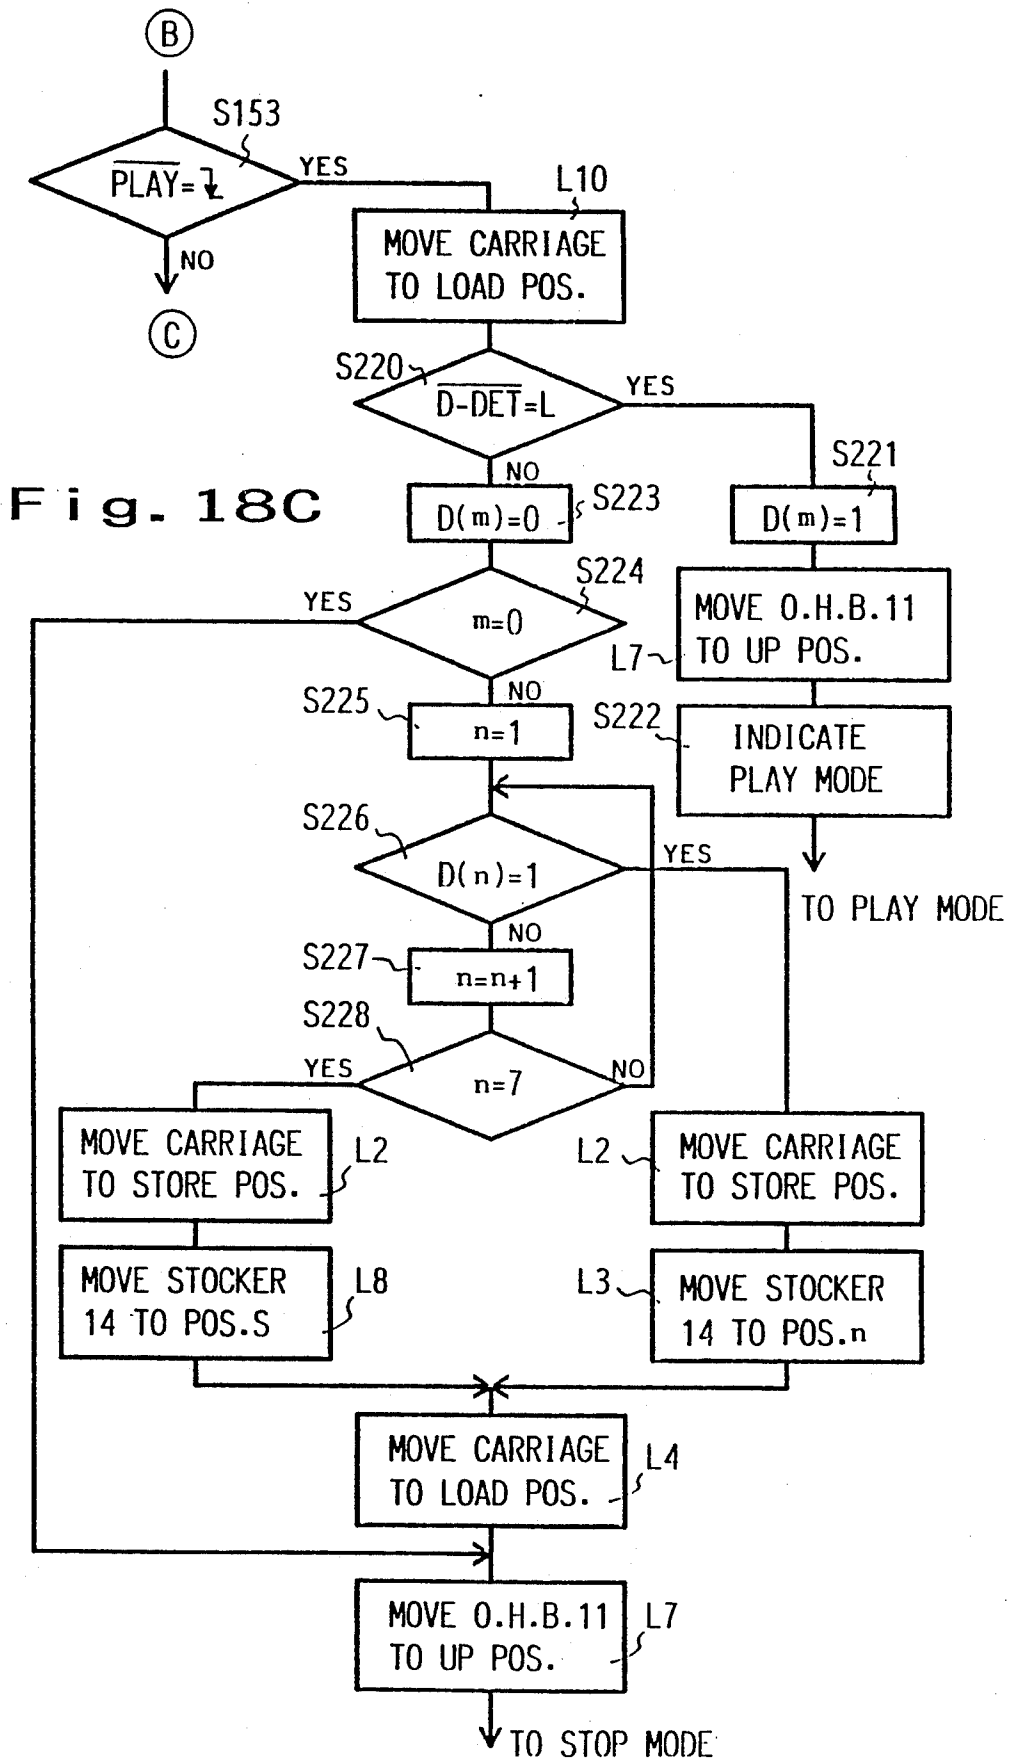 B
S153
PLAY=
YES
NO
C
L10
MOVE CARRIAGE
TO LOAD POS.
S220
D-DET=L
YES
NO
Fig. 18C
S223
D(m)=0
S221
D(m)=1
S224
YES
m=0
NO
MOVE O.H.B.11
TO UP POS.
L7
S225
n=1
S222
INDICATE
PLAY MODE
TO PLAY MODE
S226
D(n)=1
YES
NO
S227
n=n+1
S228
YES
n=7
NO
MOVE CARRIAGE
TO STORE POS.
L2
L2
MOVE CARRIAGE
TO STORE POS.
MOVE STOCKER
14 TO POS.S
L8
L3
MOVE STOCKER
14 TO POS.n
MOVE CARRIAGE
TO LOAD POS.
L4
MOVE O.H.B.11
TO UP POS.
L7
TO STOP MODE